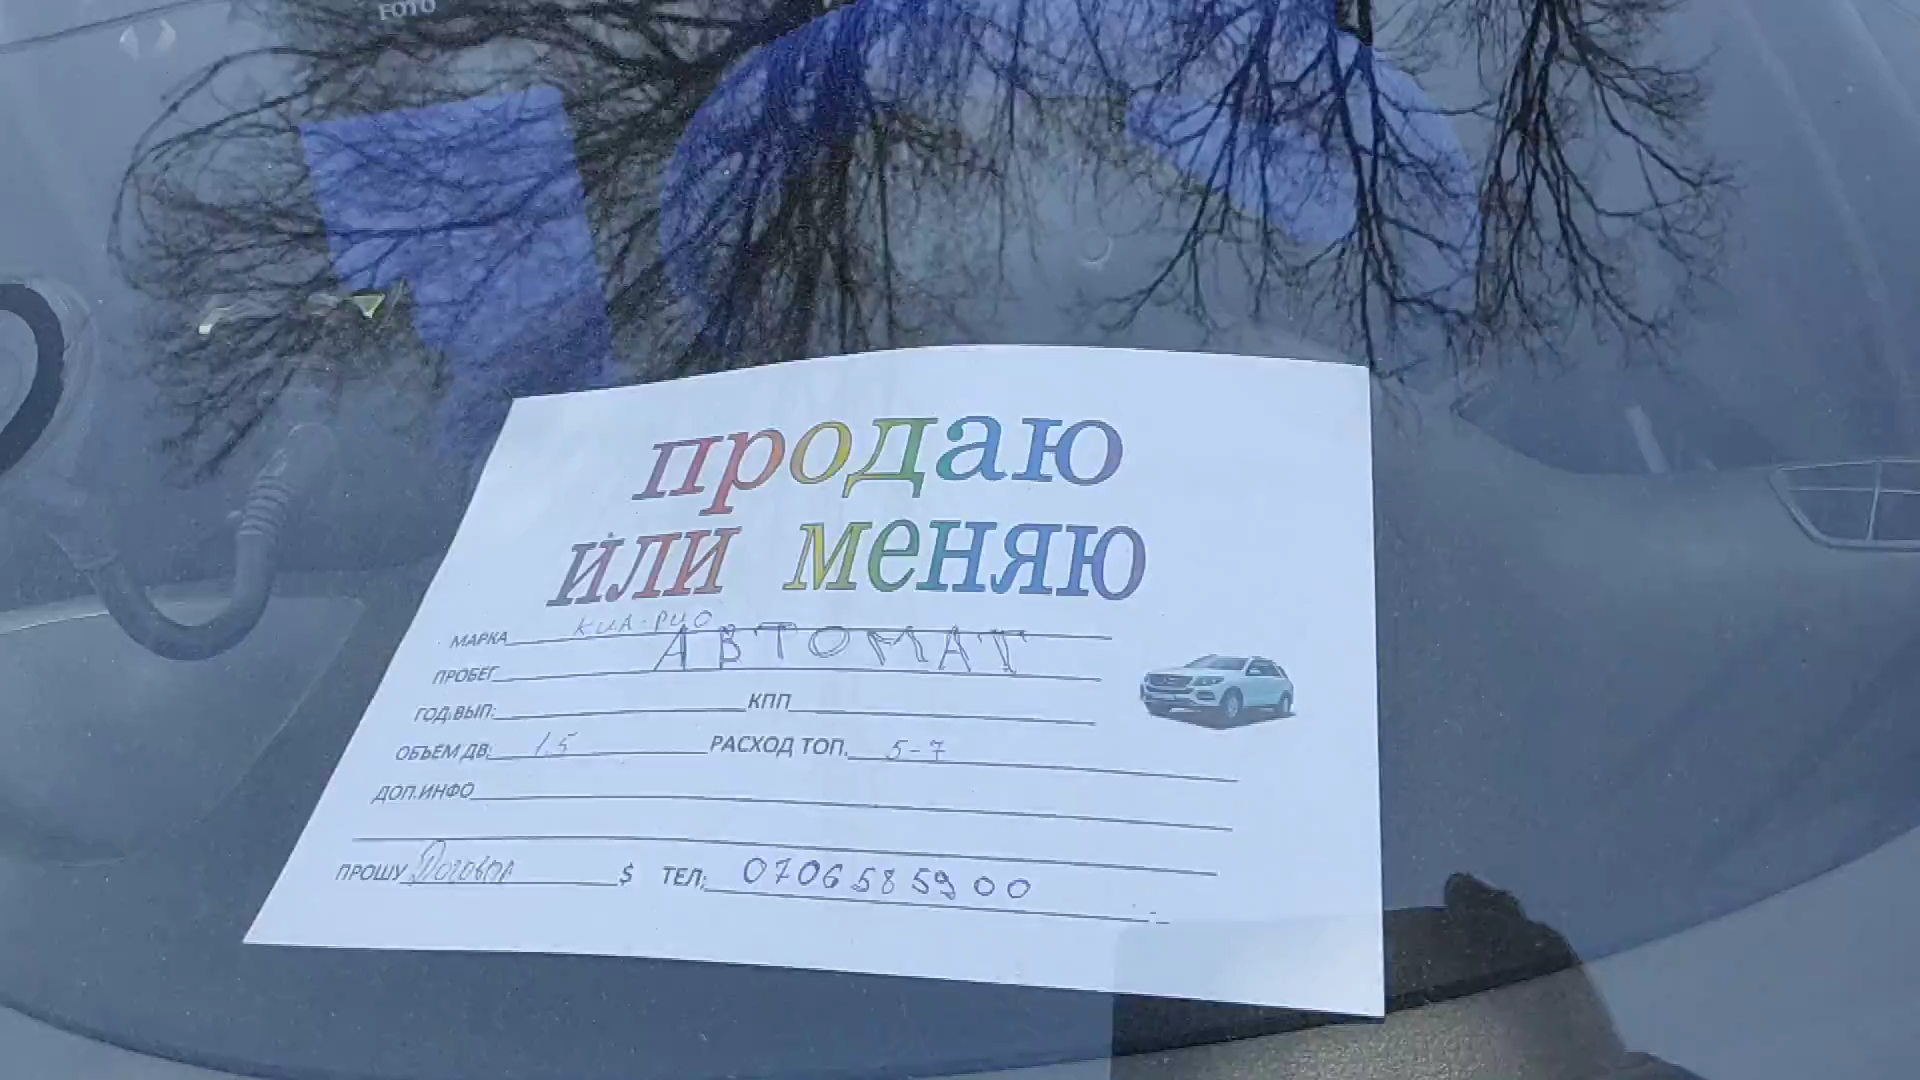 FOTO
продаю
или меняю
МАРКА киа-рио
АВТОМАТ
ПРОБЕГ
ГОД.ВЫП: КПП
ОБЪЕМ ДВ: 1.5 РАСХОД ТОП. 5-7
ДОП.ИНФО
ПРОШУ Договор $ ТЕЛ: 0706585900